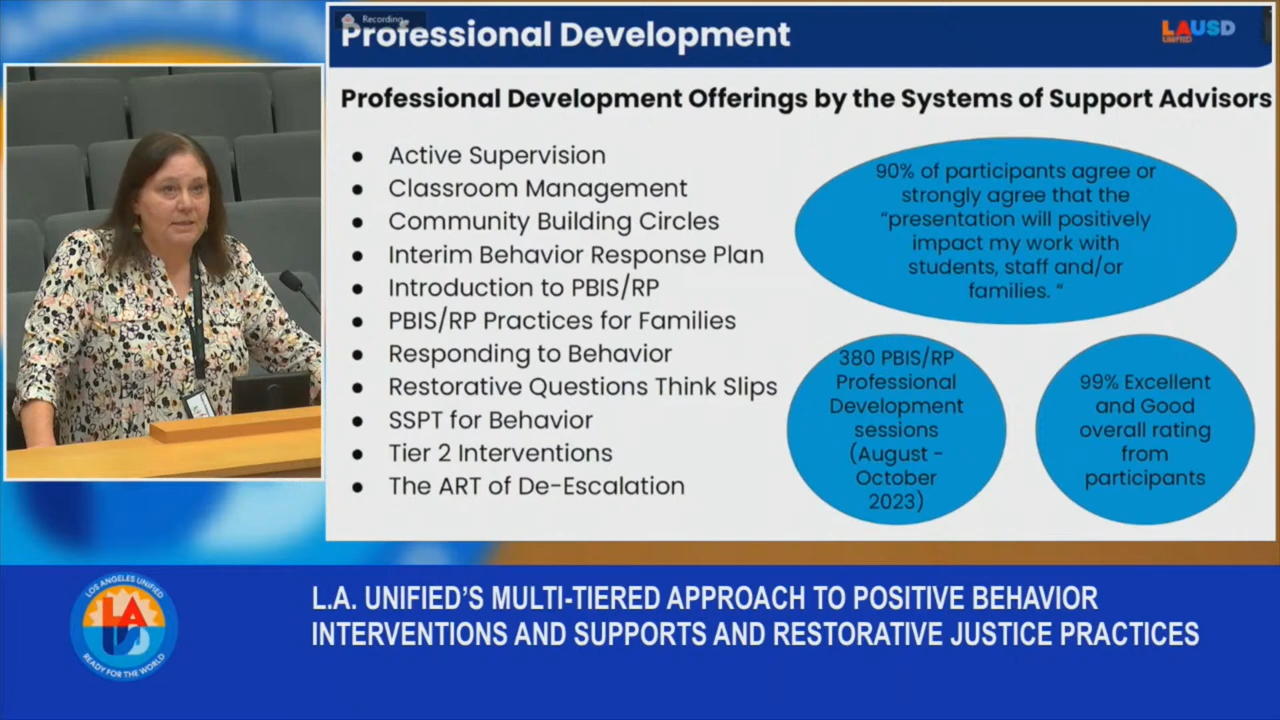 Recording
Professional Development
LAUSD
UNIFIED
Professional Development Offerings by the Systems of Support Advisors
● Active Supervision
● Classroom Management
● Community Building Circles
● Interim Behavior Response Plan
● Introduction to PBIS/RP
● PBIS/RP Practices for Families
● Responding to Behavior
● Restorative Questions Think Slips
● SSPT for Behavior
● Tier 2 Interventions
● The ART of De-Escalation
90% of participants agree or
strongly agree that the
“presentation will positively
impact my work with
students, staff and/or
families. “
380 PBIS/RP
Professional
Development
sessions
(August -
October
2023)
99% Excellent
and Good
overall rating
from
participants
LOS ANGELES UNIFIED
LA
US
READY FOR THE WORLD
L.A. UNIFIED’S MULTI-TIERED APPROACH TO POSITIVE BEHAVIOR
INTERVENTIONS AND SUPPORTS AND RESTORATIVE JUSTICE PRACTICES